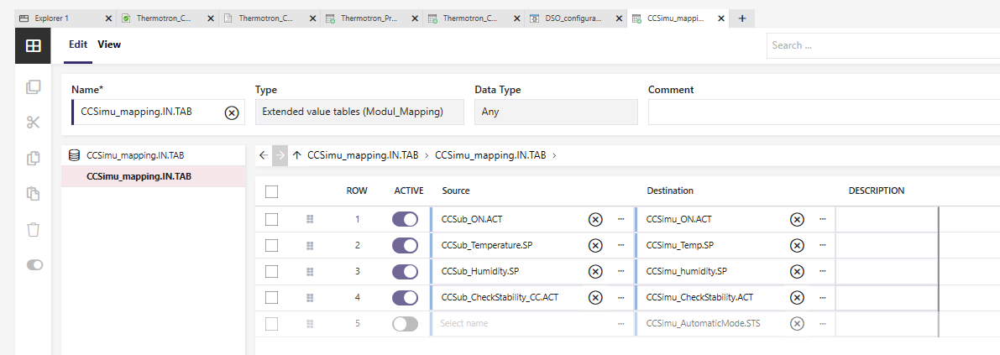 Explorer 1 Thermotron_C... Thermotron_C... Thermotron_Pr... Thermotron_C... DSO_configura... CCSimu_mappi...
Edit View Search ...
Name* Type Data Type Comment
CCSimu_mapping.IN.TAB Extended value tables (Modul_Mapping) Any
CCSimu_mapping.IN.TAB CCSimu_mapping.IN.TAB > CCSimu_mapping.IN.TAB >
CCSimu_mapping.IN.TAB
ROW ACTIVE Source Destination DESCRIPTION
1 CCSub_ON.ACT ... CCSimu_ON.ACT ...
2 CCSub_Temperature.SP ... CCSimu_Temp.SP ...
3 CCSub_Humidity.SP ... CCSimu_humidity.SP ...
4 CCSub_CheckStability_CC.ACT ... CCSimu_CheckStability.ACT ...
5 Select name ... CCSimu_AutomaticMode.STS ...